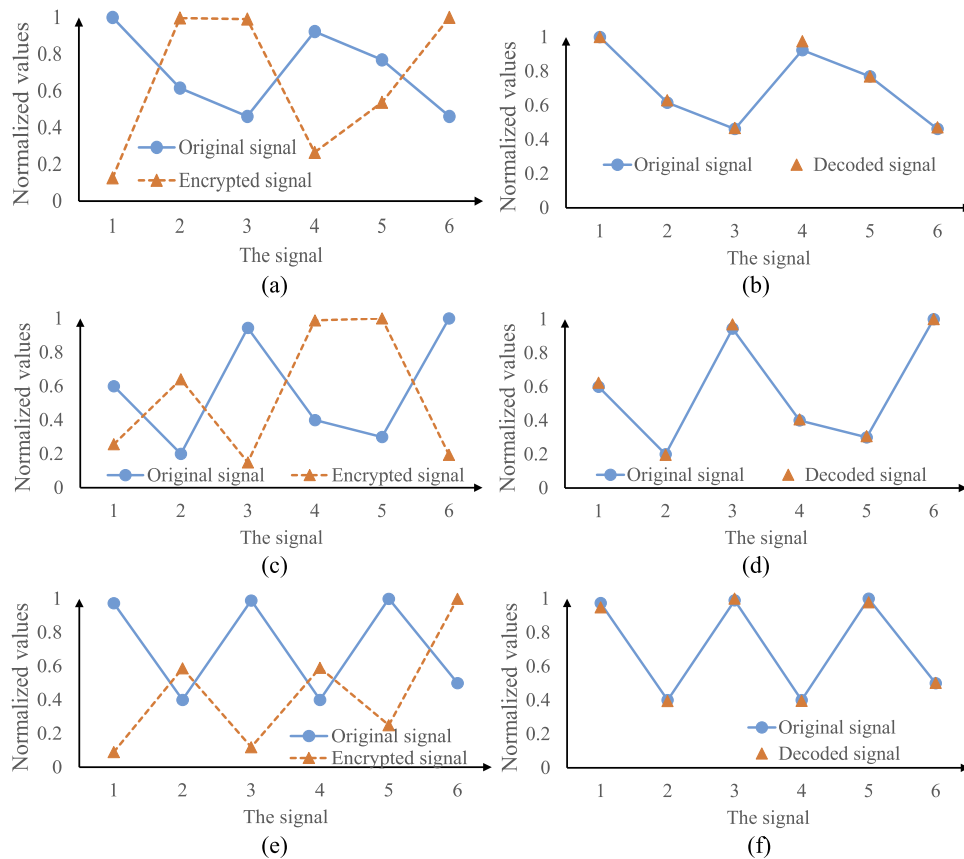 Normalized values
1
0.8
0.6
0.4
0.2
0
Original signal
Encrypted signal
1 2 3 4 5 6
The signal
(a)
Normalized values
1
0.8
0.6
0.4
0.2
0
Original signal Decoded signal
1 2 3 4 5 6
The signal
(b)
Normalized values
1
0.8
0.6
0.4
0.2
0
Original signal Encrypted signal
1 2 3 4 5 6
The signal
(c)
Normalized values
1
0.8
0.6
0.4
0.2
0
Original signal Decoded signal
1 2 3 4 5 6
The signal
(d)
Normalized values
1
0.8
0.6
0.4
0.2
0
Original signal
Encrypted signal
1 2 3 4 5 6
The signal
(e)
Normalized values
1
0.8
0.6
0.4
0.2
0
Original signal
Decoded signal
1 2 3 4 5 6
The signal
(f)